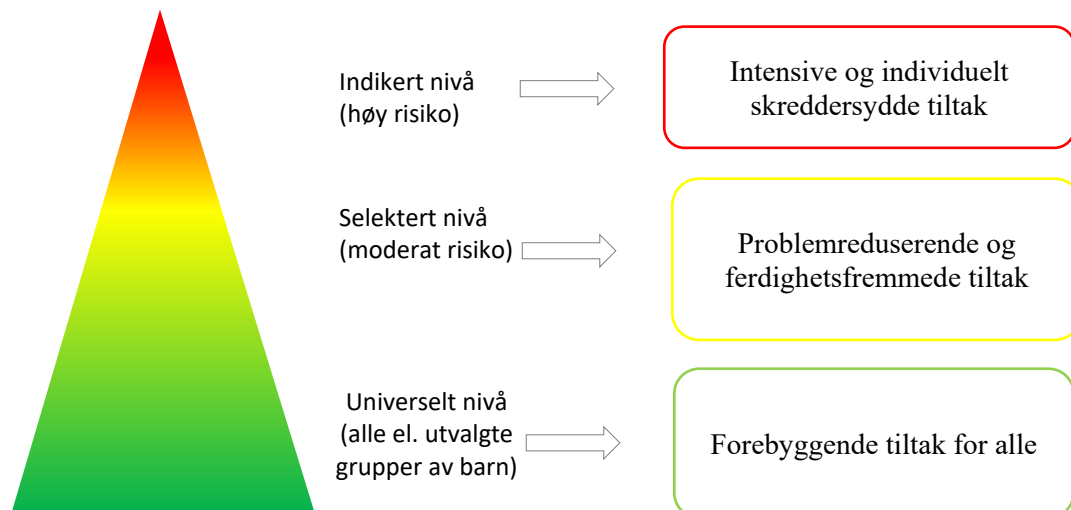 Indikert nivå
(høy risiko)
Intensive og individuelt
skreddersydde tiltak
Selektert nivå
(moderat risiko)
Problemreduserende og
ferdighetsfremmede tiltak
Universelt nivå
(alle el. utvalgte
grupper av barn)
Forebyggende tiltak for alle